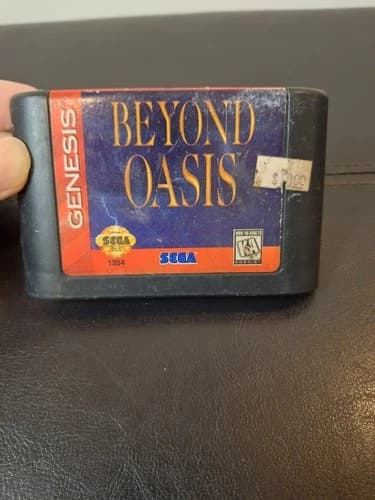 GENESIS
BEYOND
OASIS
SEGA
1354
SEGA
K-A